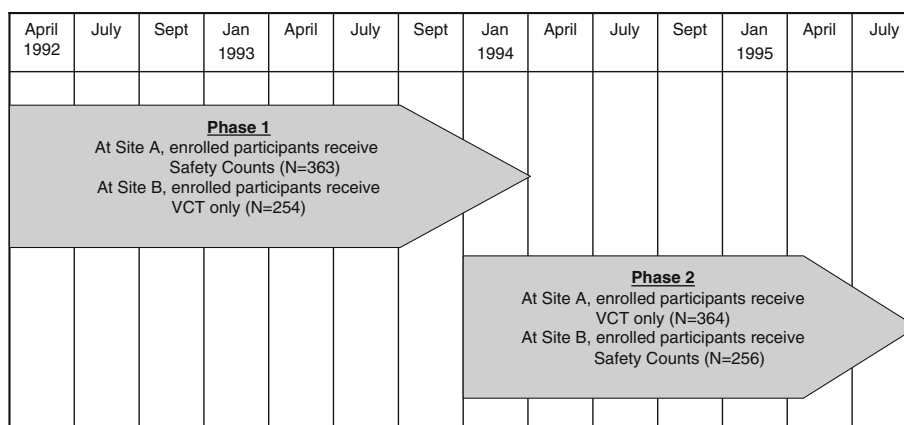 April 1992
July
Sept
Jan 1993
April
July
Sept
Jan 1994
April
July
Sept
Jan 1995
April
July
Phase 1
At Site A, enrolled participants receive
Safety Counts (N=363)
At Site B, enrolled participants receive
VCT only (N=254)
Phase 2
At Site A, enrolled participants receive
VCT only (N=364)
At Site B, enrolled participants receive
Safety Counts (N=256)